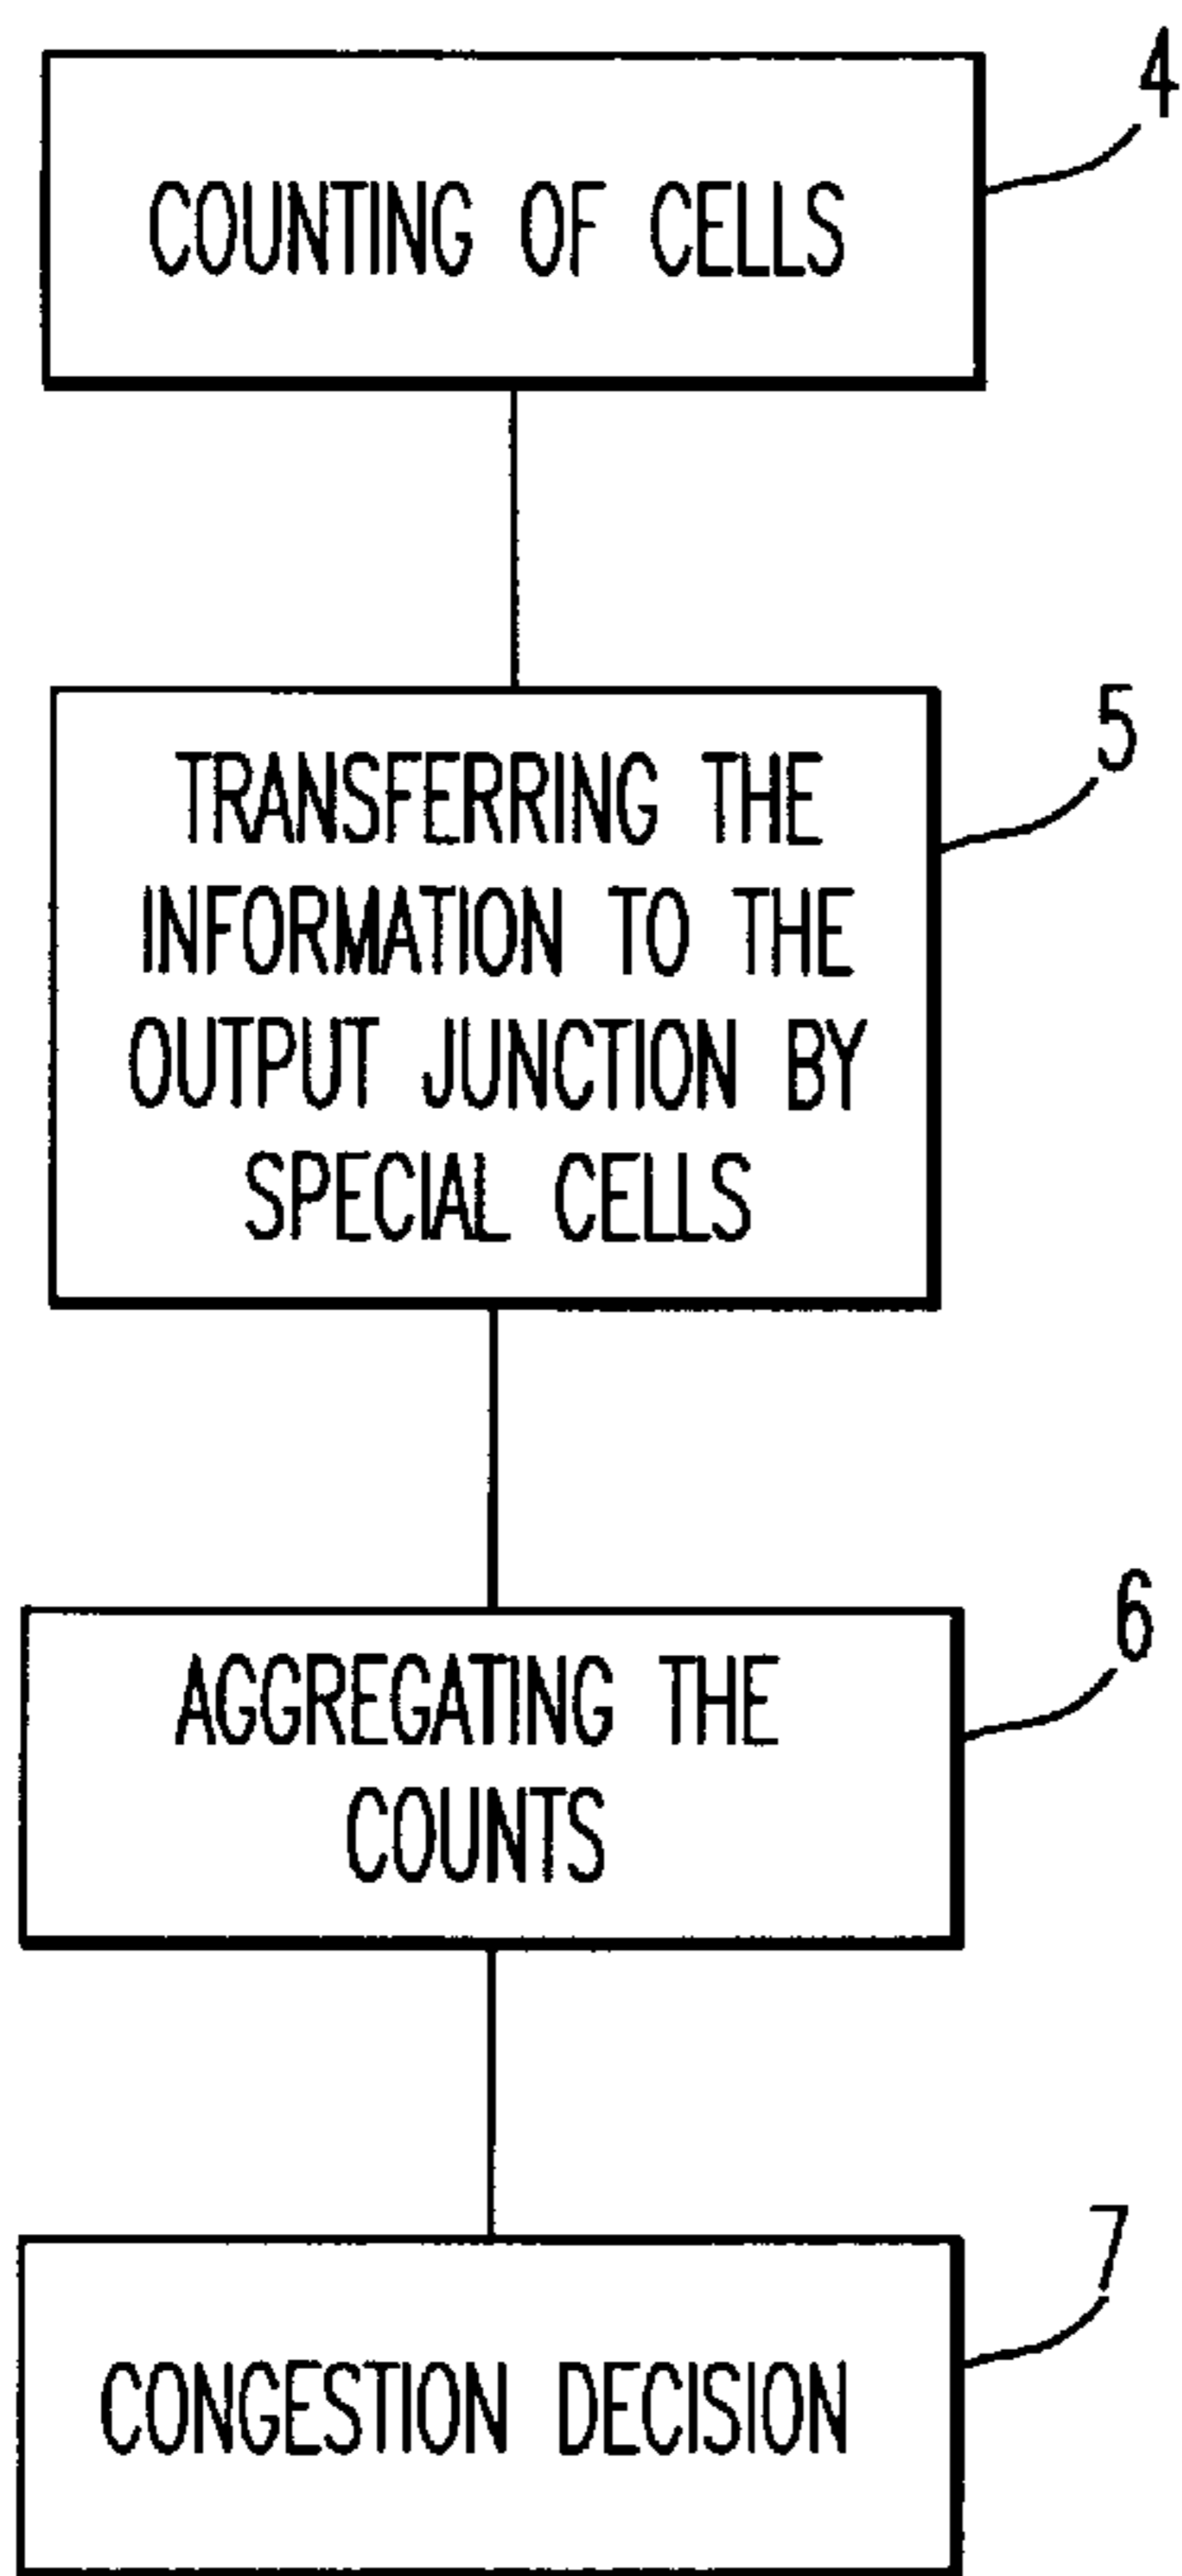 4
COUNTING OF CELLS
5
TRANSFERRING THE
INFORMATION TO THE
OUTPUT JUNCTION BY
SPECIAL CELLS
6
AGGREGATING THE
COUNTS
7
CONGESTION DECISION